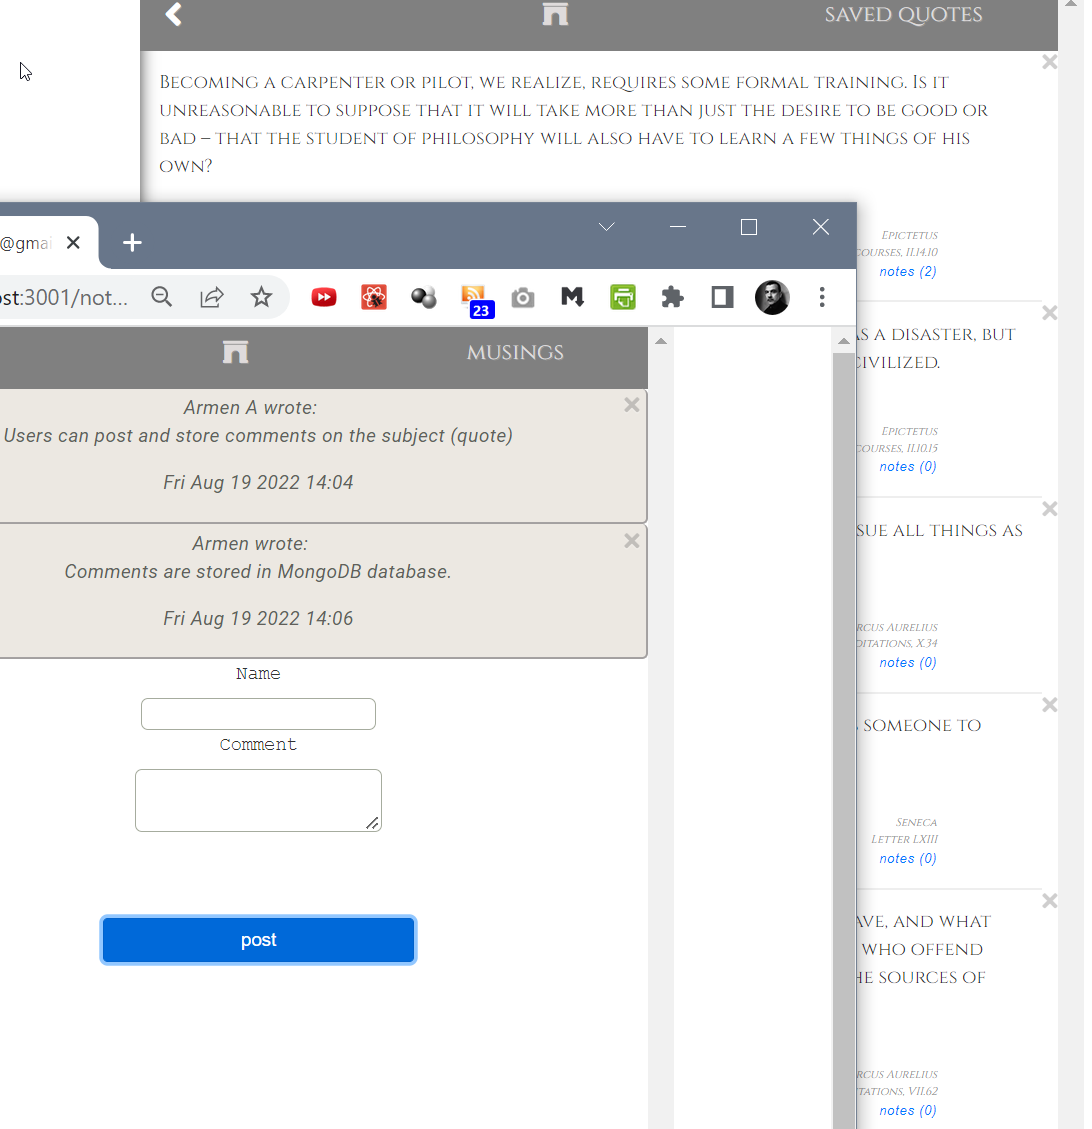 SAVED QUOTES
Becoming a carpenter or pilot, we realize, requires some formal training. Is it
unreasonable to suppose that it will take more than just the desire to be good or
bad – that the student of philosophy will also have to learn a few things of his
own?
Epictetus
courses, II.14.10
notes (2)
as a disaster, but
civilized.
Epictetus
courses, II.10.15
notes (0)
sue all things as
rcus Aurelius
ditations, X.34
notes (0)
someone to
Seneca
Letter LXIII
notes (0)
ave, and what
who offend
he sources of
rcus Aurelius
tations, VII.62
notes (0)
@gmai
ost:3001/not...
23
MUSINGS
Armen A wrote:
Users can post and store comments on the subject (quote)
Fri Aug 19 2022 14:04
Armen wrote:
Comments are stored in MongoDB database.
Fri Aug 19 2022 14:06
Name
Comment
post